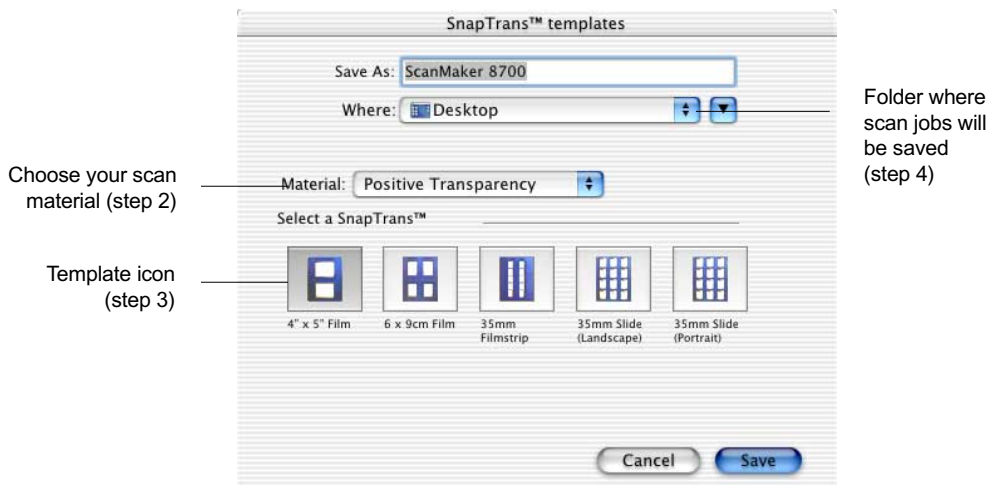 SnapTrans™ templates
Save As: ScanMaker 8700
Where: Desktop
Folder where
scan jobs will
be saved
(step 4)
Choose your scan
material (step 2)
Material: Positive Transparency
Select a SnapTrans™
Template icon
(step 3)
4" x 5" Film
6 x 9cm Film
35mm
Filmstrip
35mm Slide
(Landscape)
35mm Slide
(Portrait)
Cancel
Save